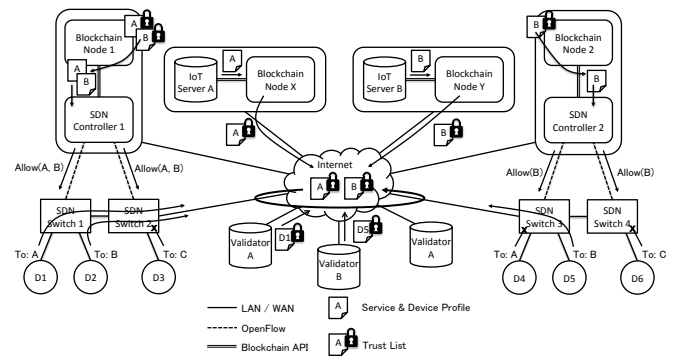 Blockchain
Node 1
A
B
A
B
SDN
Controller 1
IoT
Server A
A
Blockchain
Node X
A
IoT
Server B
B
Blockchain
Node Y
B
B
Blockchain
Node 2
B
SDN
Controller 2
Internet
A
B
Allow(A, B)
Allow(A, B)
Allow(B)
Allow(B)
SDN
Switch 1
SDN
Switch 2
SDN
Switch 3
SDN
Switch 4
To: A
To: B
To: C
D1
D2
D3
Validator
A
D1
Validator
B
D5
Validator
A
To: A
To: B
To: C
D4
D5
D6
LAN / WAN
OpenFlow
Blockchain API
A
Service & Device Profile
A
Trust List